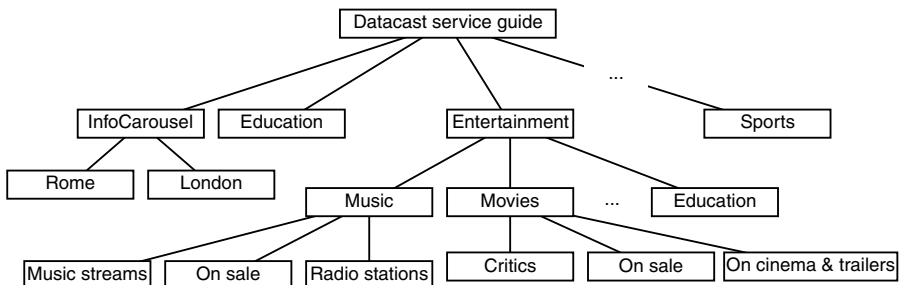 Datacast service guide
...
InfoCarousel
Education
Entertainment
Sports
Rome
London
Music
Movies
...
Education
Music streams
On sale
Radio stations
Critics
On sale
On cinema & trailers